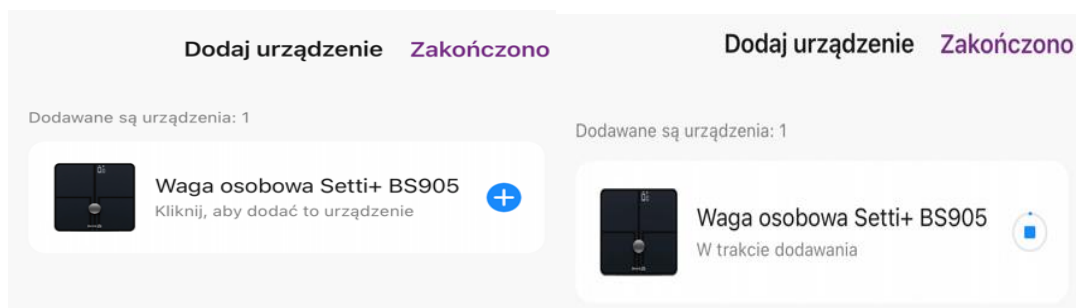 Dodaj urządzenie Zakończono
Dodawane są urządzenia: 1
Waga osobowa Setti+ BS905
Kliknij, aby dodać to urządzenie
Dodaj urządzenie Zakończono
Dodawane są urządzenia: 1
Waga osobowa Setti+ BS905
W trakcie dodawania